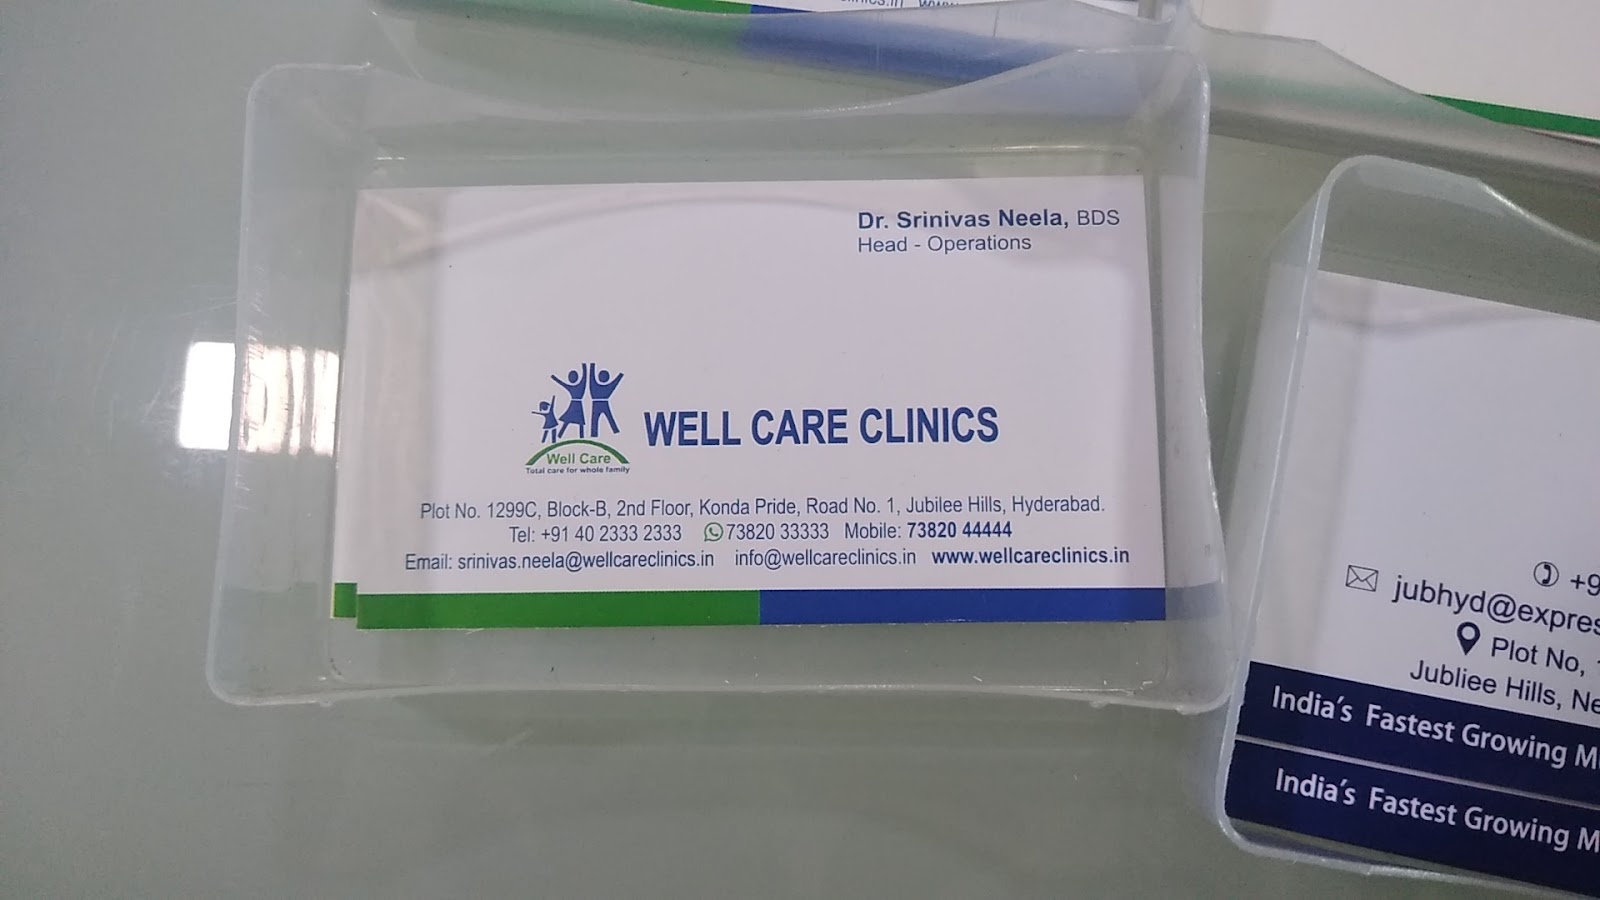 Dr. Srinivas Neela, BDS
Head - Operations
WELL CARE CLINICS
Well Care
Total care for whole family
Plot No. 1299C, Block-B, 2nd Floor, Konda Pride, Road No. 1, Jubilee Hills, Hyderabad.
Tel: +91 40 2333 2333 73820 33333 Mobile: 73820 44444
Email: srinivas.neela@wellcareclinics.in info@wellcareclinics.in www.wellcareclinics.in
+9
jubhyd@expres
Plot No,
Jubliee Hills, Ne
India's Fastest Growing M
India's Fastest Growing M